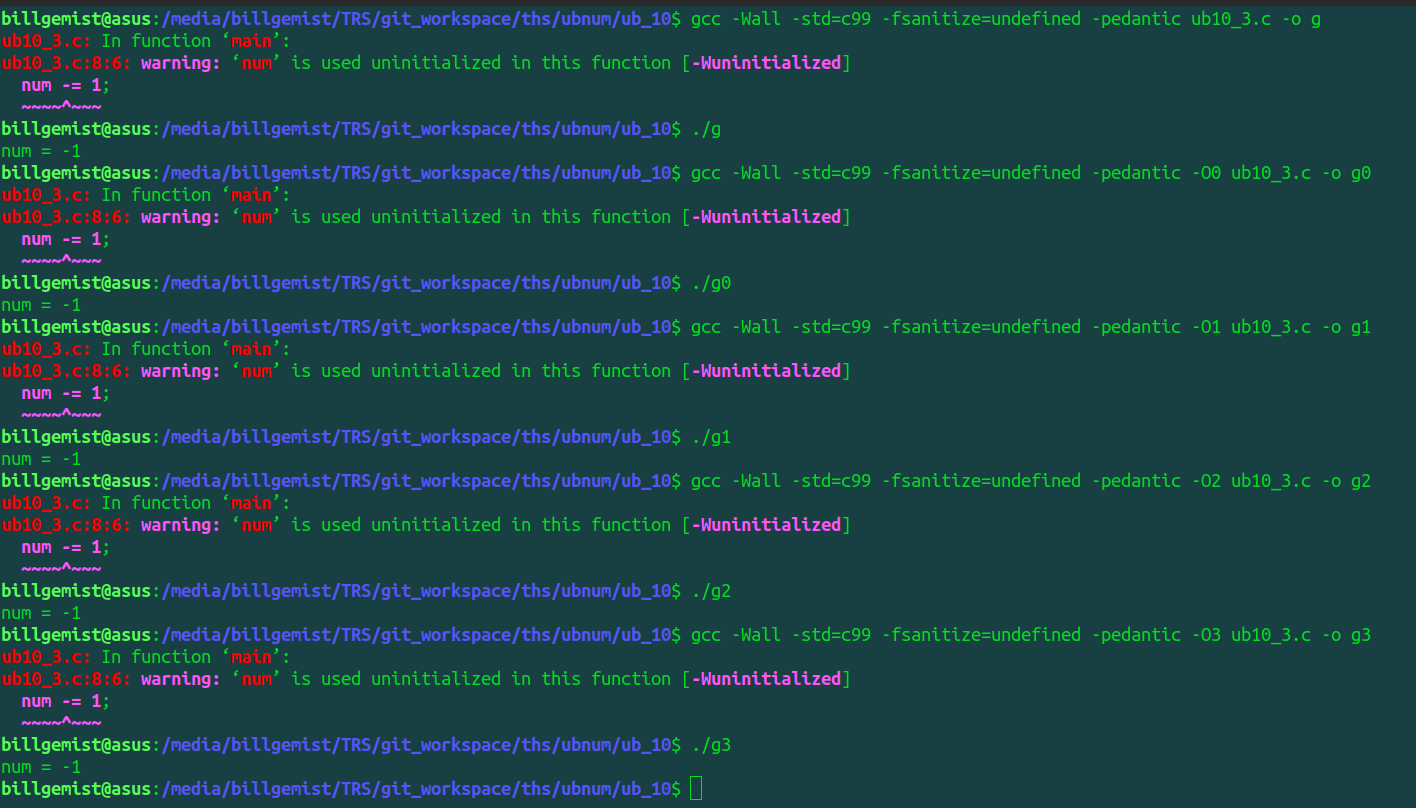 billgemist@asus:/media/billgemist/TRS/git_workspace/ths/ubnum/ub_10$ gcc -Wall -std=c99 -fsanitize=undefined -pedantic ub10_3.c -o g
ub10_3.c: In function ‘main’:
ub10_3.c:8:6: warning: ‘num’ is used uninitialized in this function [-Wuninitialized]
  num -= 1;
  ~~~~^~~~
billgemist@asus:/media/billgemist/TRS/git_workspace/ths/ubnum/ub_10$ ./g
num = -1
billgemist@asus:/media/billgemist/TRS/git_workspace/ths/ubnum/ub_10$ gcc -Wall -std=c99 -fsanitize=undefined -pedantic -O0 ub10_3.c -o g0
ub10_3.c: In function ‘main’:
ub10_3.c:8:6: warning: ‘num’ is used uninitialized in this function [-Wuninitialized]
  num -= 1;
  ~~~~^~~~
billgemist@asus:/media/billgemist/TRS/git_workspace/ths/ubnum/ub_10$ ./g0
num = -1
billgemist@asus:/media/billgemist/TRS/git_workspace/ths/ubnum/ub_10$ gcc -Wall -std=c99 -fsanitize=undefined -pedantic -O1 ub10_3.c -o g1
ub10_3.c: In function ‘main’:
ub10_3.c:8:6: warning: ‘num’ is used uninitialized in this function [-Wuninitialized]
  num -= 1;
  ~~~~^~~~
billgemist@asus:/media/billgemist/TRS/git_workspace/ths/ubnum/ub_10$ ./g1
num = -1
billgemist@asus:/media/billgemist/TRS/git_workspace/ths/ubnum/ub_10$ gcc -Wall -std=c99 -fsanitize=undefined -pedantic -O2 ub10_3.c -o g2
ub10_3.c: In function ‘main’:
ub10_3.c:8:6: warning: ‘num’ is used uninitialized in this function [-Wuninitialized]
  num -= 1;
  ~~~~^~~~
billgemist@asus:/media/billgemist/TRS/git_workspace/ths/ubnum/ub_10$ ./g2
num = -1
billgemist@asus:/media/billgemist/TRS/git_workspace/ths/ubnum/ub_10$ gcc -Wall -std=c99 -fsanitize=undefined -pedantic -O3 ub10_3.c -o g3
ub10_3.c: In function ‘main’:
ub10_3.c:8:6: warning: ‘num’ is used uninitialized in this function [-Wuninitialized]
  num -= 1;
  ~~~~^~~~
billgemist@asus:/media/billgemist/TRS/git_workspace/ths/ubnum/ub_10$ ./g3
num = -1
billgemist@asus:/media/billgemist/TRS/git_workspace/ths/ubnum/ub_10$